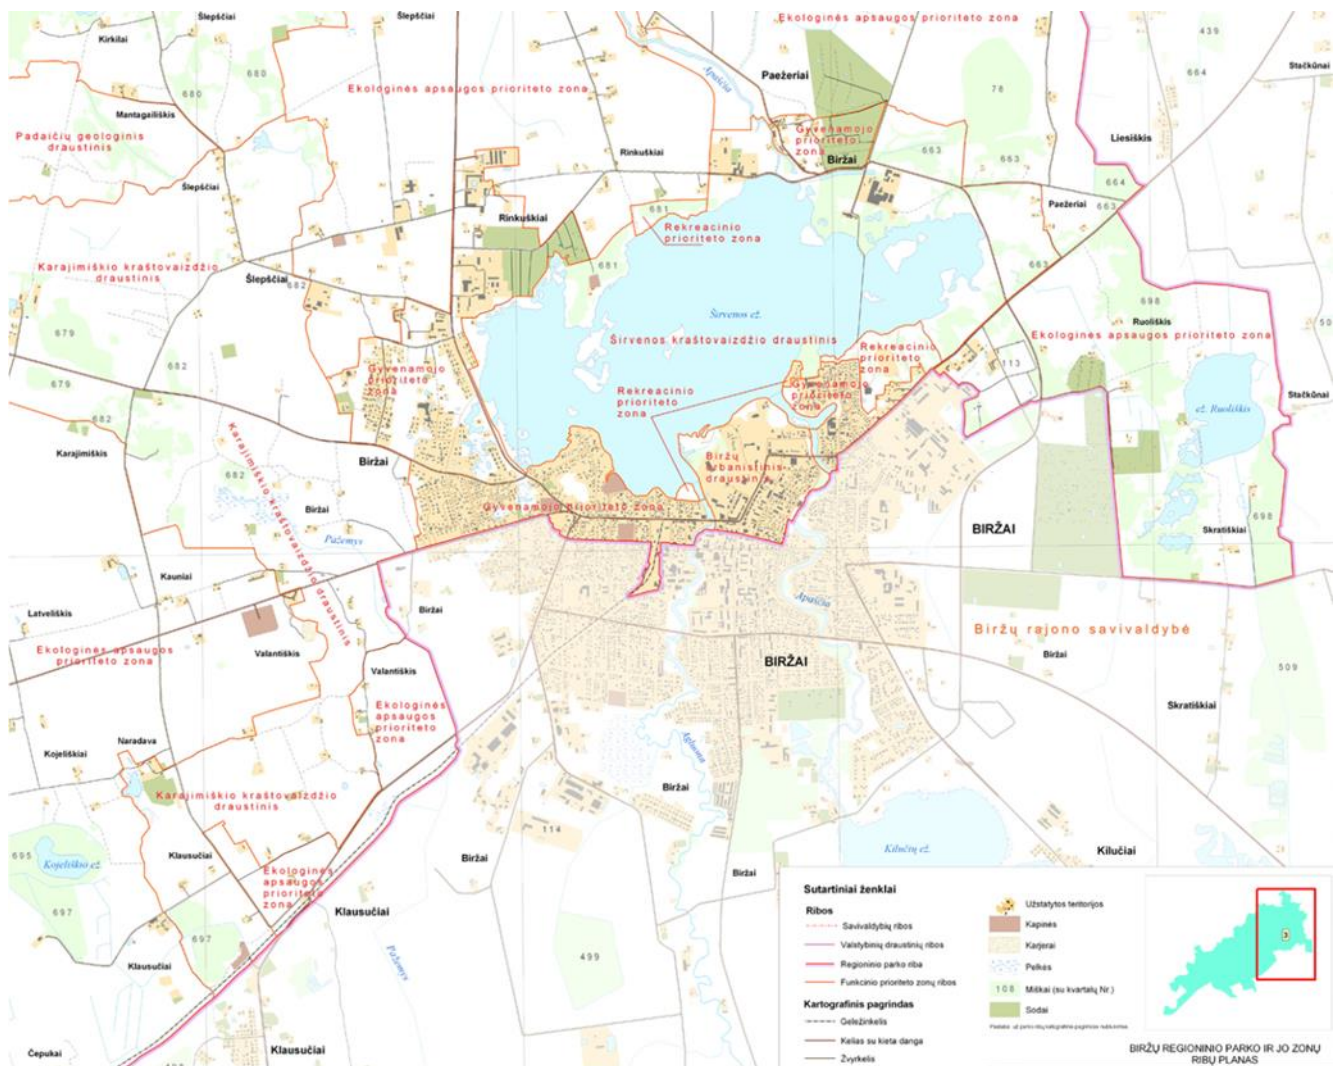 Šlepščiai
Šlepščiai
Ekologinės apsaugos prioriteto zona
Kirkilai
439
Stačkūnai
680
Apaščia
Paežeriai
664
680
Ekologinės apsaugos prioriteto zona
78
Mantagailiškis
Padaičių geologinis
draustinis
Gyvenamojo
prioriteto
zona
Liesiškis
Rinkuškiai
Biržai
663
663
664
Šlepščiai
663
Paežeriai
681
Rinkuškiai
Rekreacinio
prioriteto zona
Karajimiškio kraštovaizdžio
draustinis
681
663
Šlepščiai
682
698
Širvenos ež.
Ruoliškis
50
679
Širvenos kraštovaizdžio draustinis
Ekologinės apsaugos prioriteto zona
Rekreacinio
prioriteto
zona
682
113
Gyvenamojo
prioriteto
zona
679
Rekreacinio
prioriteto
zona
Gyvenamojo
prioriteto
zona
Stačkūnai
ež. Ruoliškis
682
Karajimiškis
Karajimiškio kraštovaizdžio draustinis
Biržai
Biržų
urbanistinis
draustinis
682
Biržai
Gyvenamojo prioriteto zona
698
BIRŽAI
Skratiškiai
Pažemys
Kauniai
Latveliškis
Biržai
Apaščia
Biržų rajono savivaldybė
Ekologinės apsaugos
prioriteto zona
Valantiškis
Biržai
BIRŽAI
509
Valantiškis
Ekologinės
apsaugos
prioriteto
zona
Skratiškiai
Naradava
Kojeliškiai
Agluona
Biržai
Karajimiškio kraštovaizdžio
draustinis
114
695
Klausučiai
Biržai
Kilučių ež.
Kilučiai
Kojeliškio ež.
Ekologinės
apsaugos
prioriteto
zona
Biržai
697
Klausučiai
697
Pažemys
499
Klausučiai
Čepukai
Klausučiai
Sutartiniai ženklai
Ribos
Savivaldybių ribos
Valstybinių draustinių ribos
Regioninio parko riba
Funkcinio prioriteto zonų ribos
Kartografinis pagrindas
Geležinkelis
Kelias su kieta danga
Žvyrkelis
Užstatytos teritorijos
Kapinės
Karjerai
Pelkės
108 Miškai (su kvartalų Nr.)
Sodai
3
BIRŽŲ REGIONINIO PARKO IR JO ZONŲ
RIBŲ PLANAS